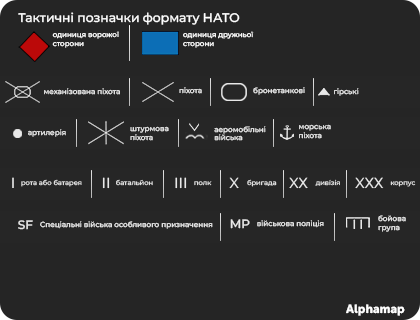 Тактичні позначки формату НАТО
одиниця ворожої
сторони
одиниця дружньої
сторони
механізована піхота
піхота
бронетанкові
гірські
артилерія
штурмова
піхота
аеромобільні
війська
морська
піхота
I рота або батарея
II батальйон
III полк
X бригада
XX дивізія
XXX корпус
SF Спеціальні війська особливого призначення
MP військова поліція
бойова
група
Alphamap